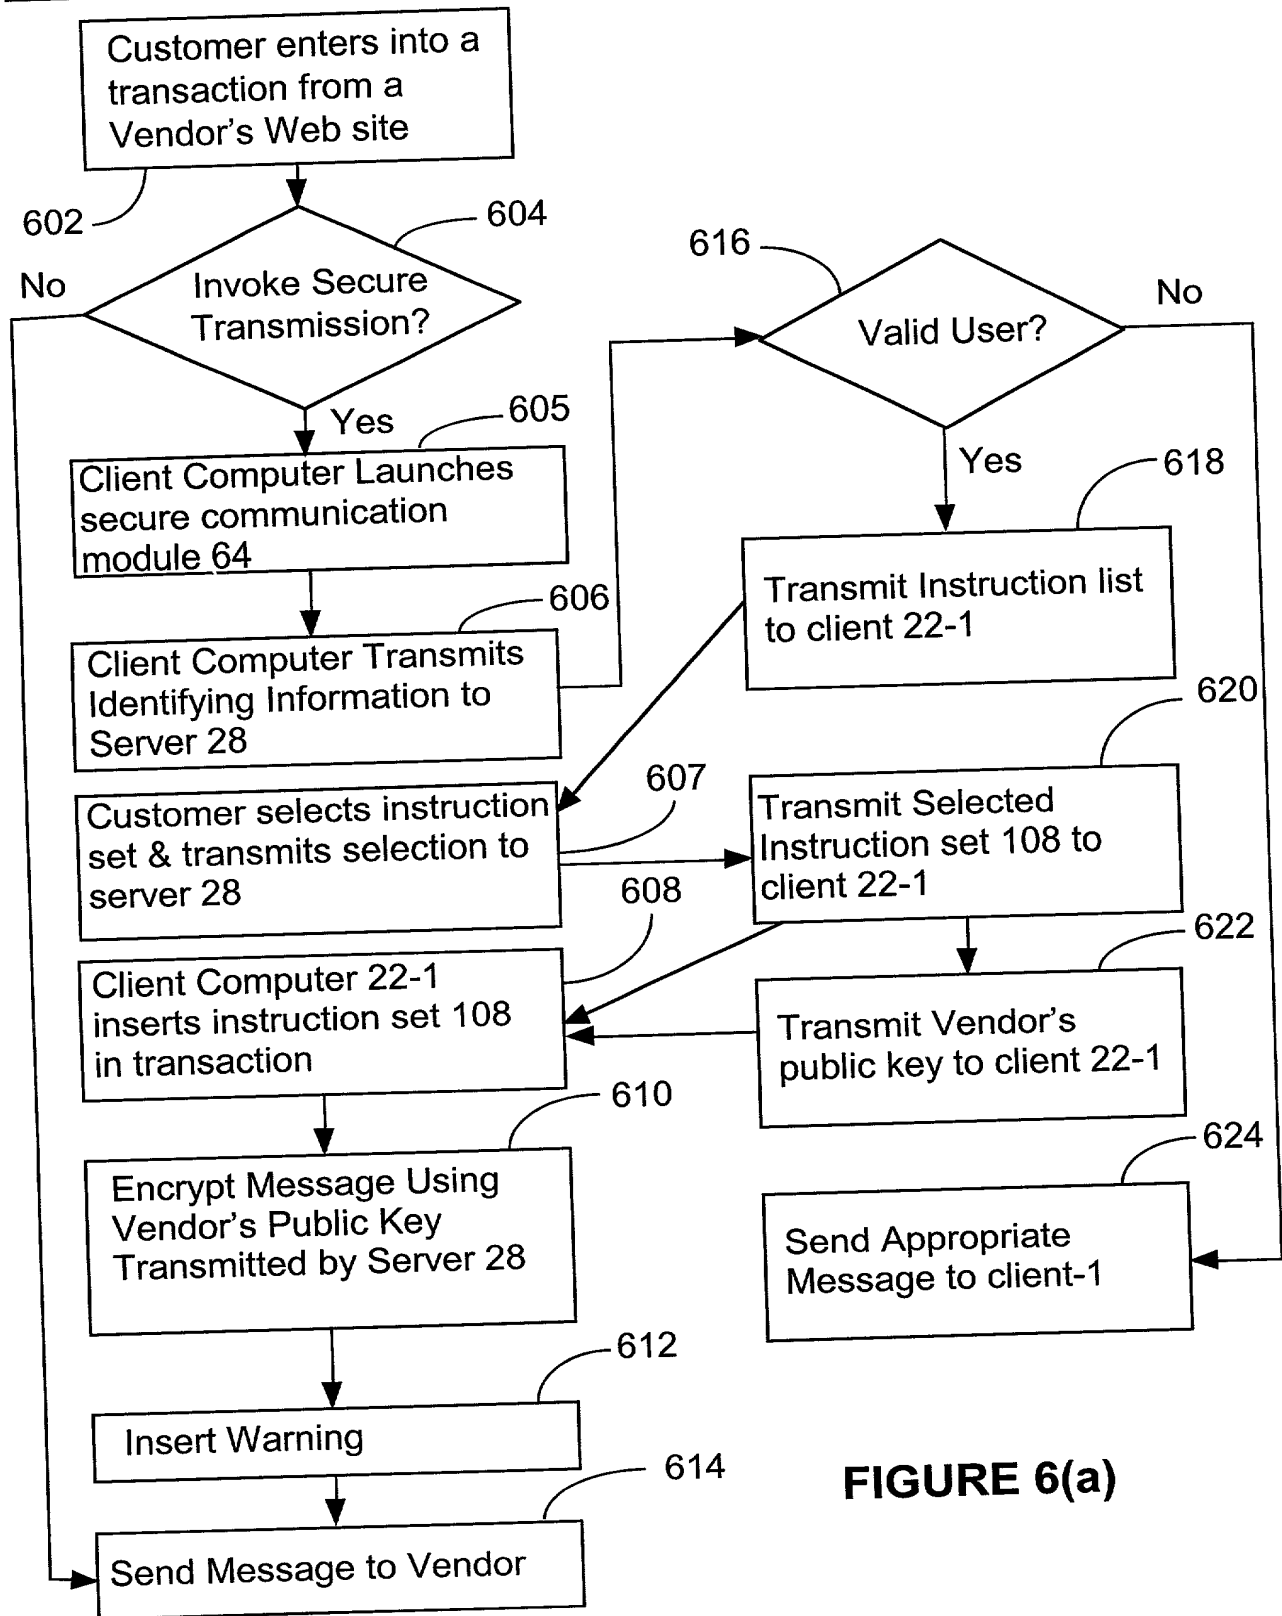 Customer enters into a
transaction from a
Vendor's Web site
602
604
No
Invoke Secure
Transmission?
Yes
605
Client Computer Launches
secure communication
module 64
606
Client Computer Transmits
Identifying Information to
Server 28
607
Customer selects instruction
set & transmits selection to
server 28
608
Client Computer 22-1
inserts instruction set 108
in transaction
610
Encrypt Message Using
Vendor's Public Key
Transmitted by Server 28
612
Insert Warning
614
Send Message to Vendor
616
No
Valid User?
Yes
618
Transmit Instruction list
to client 22-1
620
Transmit Selected
Instruction set 108 to
client 22-1
622
Transmit Vendor's
public key to client 22-1
624
Send Appropriate
Message to client-1
FIGURE 6(a)